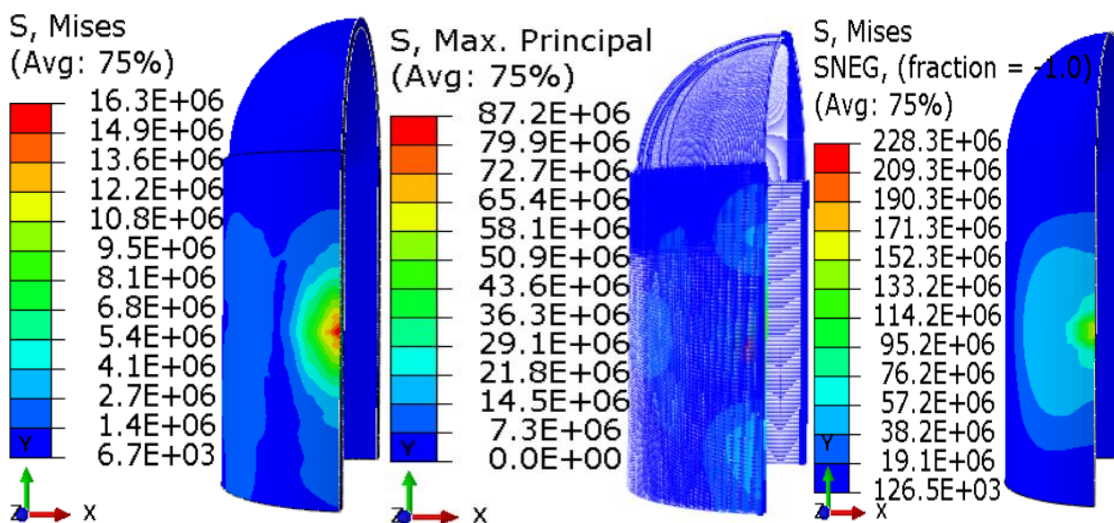 S, Mises
(Avg: 75%)
16.3E+06
14.9E+06
13.6E+06
12.2E+06
10.8E+06
9.5E+06
8.1E+06
6.8E+06
5.4E+06
4.1E+06
2.7E+06
1.4E+06
6.7E+03
Y
Z
X
S, Max. Principal
(Avg: 75%)
87.2E+06
79.9E+06
72.7E+06
65.4E+06
58.1E+06
50.9E+06
43.6E+06
36.3E+06
29.1E+06
21.8E+06
14.5E+06
7.3E+06
0.0E+00
Y
Z
X
S, Mises
SNEG, (fraction = -1.0)
(Avg: 75%)
228.3E+06
209.3E+06
190.3E+06
171.3E+06
152.3E+06
133.2E+06
114.2E+06
95.2E+06
76.2E+06
57.2E+06
38.2E+06
19.1E+06
126.5E+03
Y
Z
X